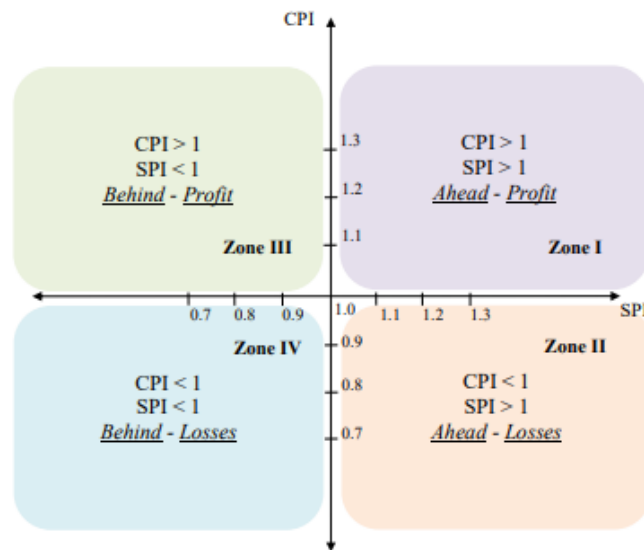 CPI
CPI > 1
SPI < 1
Behind - Profit
Zone III
CPI > 1
SPI > 1
Ahead - Profit
Zone I
1.3
1.2
1.1
0.7 0.8 0.9 1.0 1.1 1.2 1.3
SPI
Zone IV
CPI < 1
SPI < 1
Behind - Losses
Zone II
CPI < 1
SPI > 1
Ahead - Losses
0.9
0.8
0.7